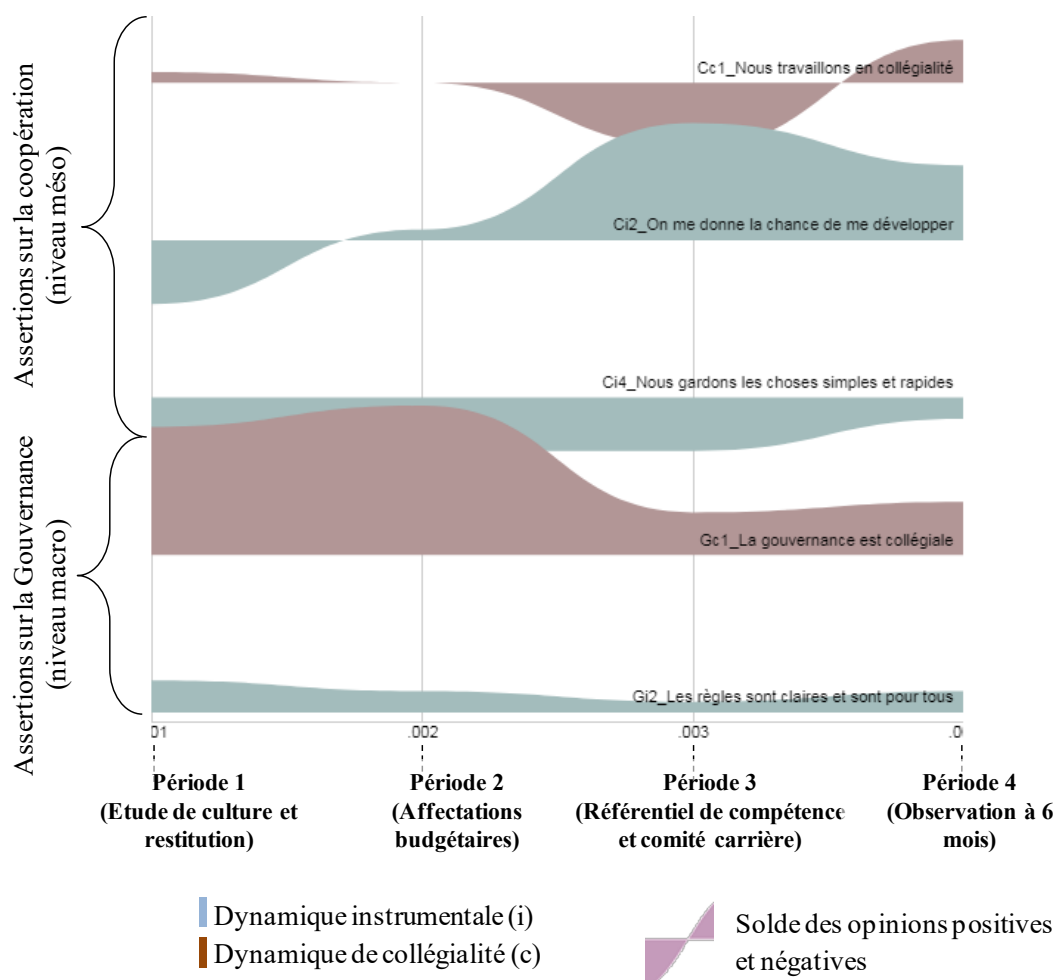 Assertions sur la coopération
(niveau méso)
Assertions sur la Gouvernance
(niveau macro)
Cc1_Nous travaillons en collégialité
Ci2_On me donne la chance de me développer
Ci4_Nous gardons les choses simples et rapides
Gc1_La gouvernance est collégiale
Gi2_Les règles sont claires et sont pour tous
01 .002 .003 .0
Période 1
(Etude de culture et
restitution)
Période 2
(Affectations
budgétaires)
Période 3
(Référentiel de compétence
et comité carrière)
Période 4
(Observation à 6
mois)
Dynamique instrumentale (i)
Dynamique de collégialité (c)
Solde des opinions positives
et négatives